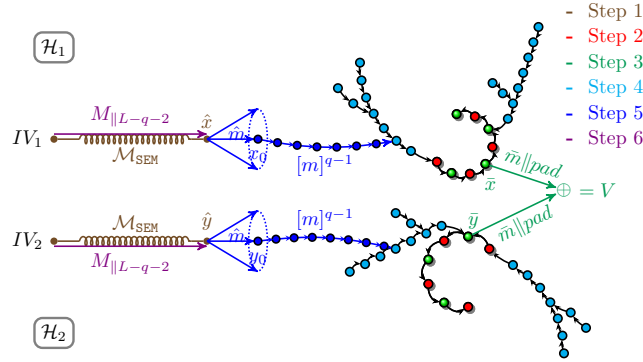 ℋ₁
- Step 1
- Step 2
- Step 3
- Step 4
- Step 5
- Step 6
M_{∥L−q−2}
x̂
IV₁
m̂
ℳ_SEM
x₀
[m]^{q−1}
x̄
m̄∥pad
⊕ = V
ℳ_SEM
ŷ
[m]^{q−1}
ȳ
m̄∥pad
IV₂
m̂
M_{∥L−q−2}
y₀
ℋ₂